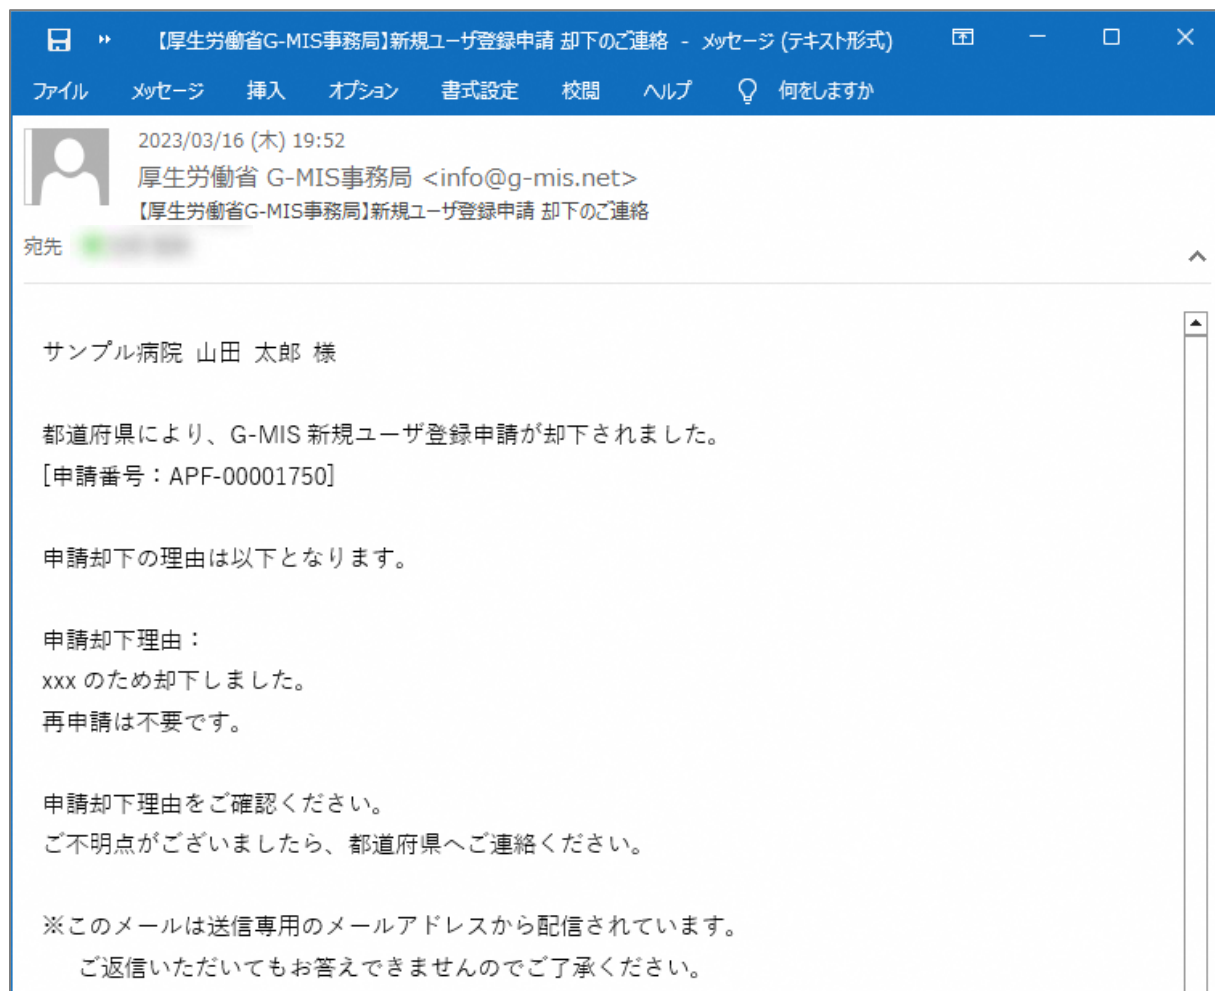 【厚生労働省G-MIS事務局】新規ユーザ登録申請 却下のご連絡 - メッセージ (テキスト形式)
ファイル メッセージ 挿入 オプション 書式設定 校閲 ヘルプ 何をしますか
2023/03/16 (木) 19:52
厚生労働省 G-MIS事務局 <info@g-mis.net>
【厚生労働省G-MIS事務局】新規ユーザ登録申請 却下のご連絡
宛先
サンプル病院 山田 太郎 様
都道府県により、G-MIS 新規ユーザ登録申請が却下されました。
[申請番号：APF-00001750]
申請却下の理由は以下となります。
申請却下理由：
xxx のため却下しました。
再申請は不要です。
申請却下理由をご確認ください。
ご不明点がございましたら、都道府県へご連絡ください。
※このメールは送信専用のメールアドレスから配信されています。
ご返信いただいてもお答えできませんのでご了承ください。